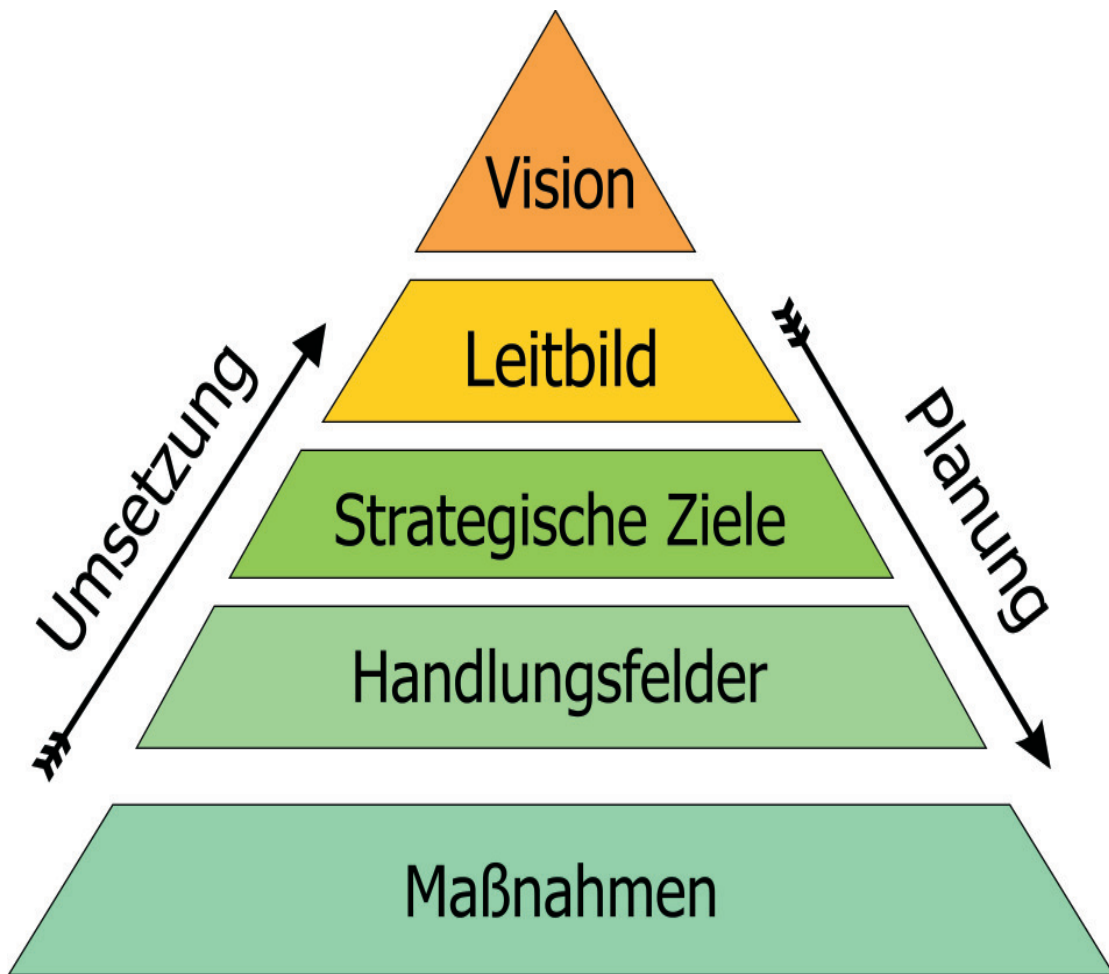 Vision
Leitbild
Umsetzung
Planung
Strategische Ziele
Handlungsfelder
Maßnahmen